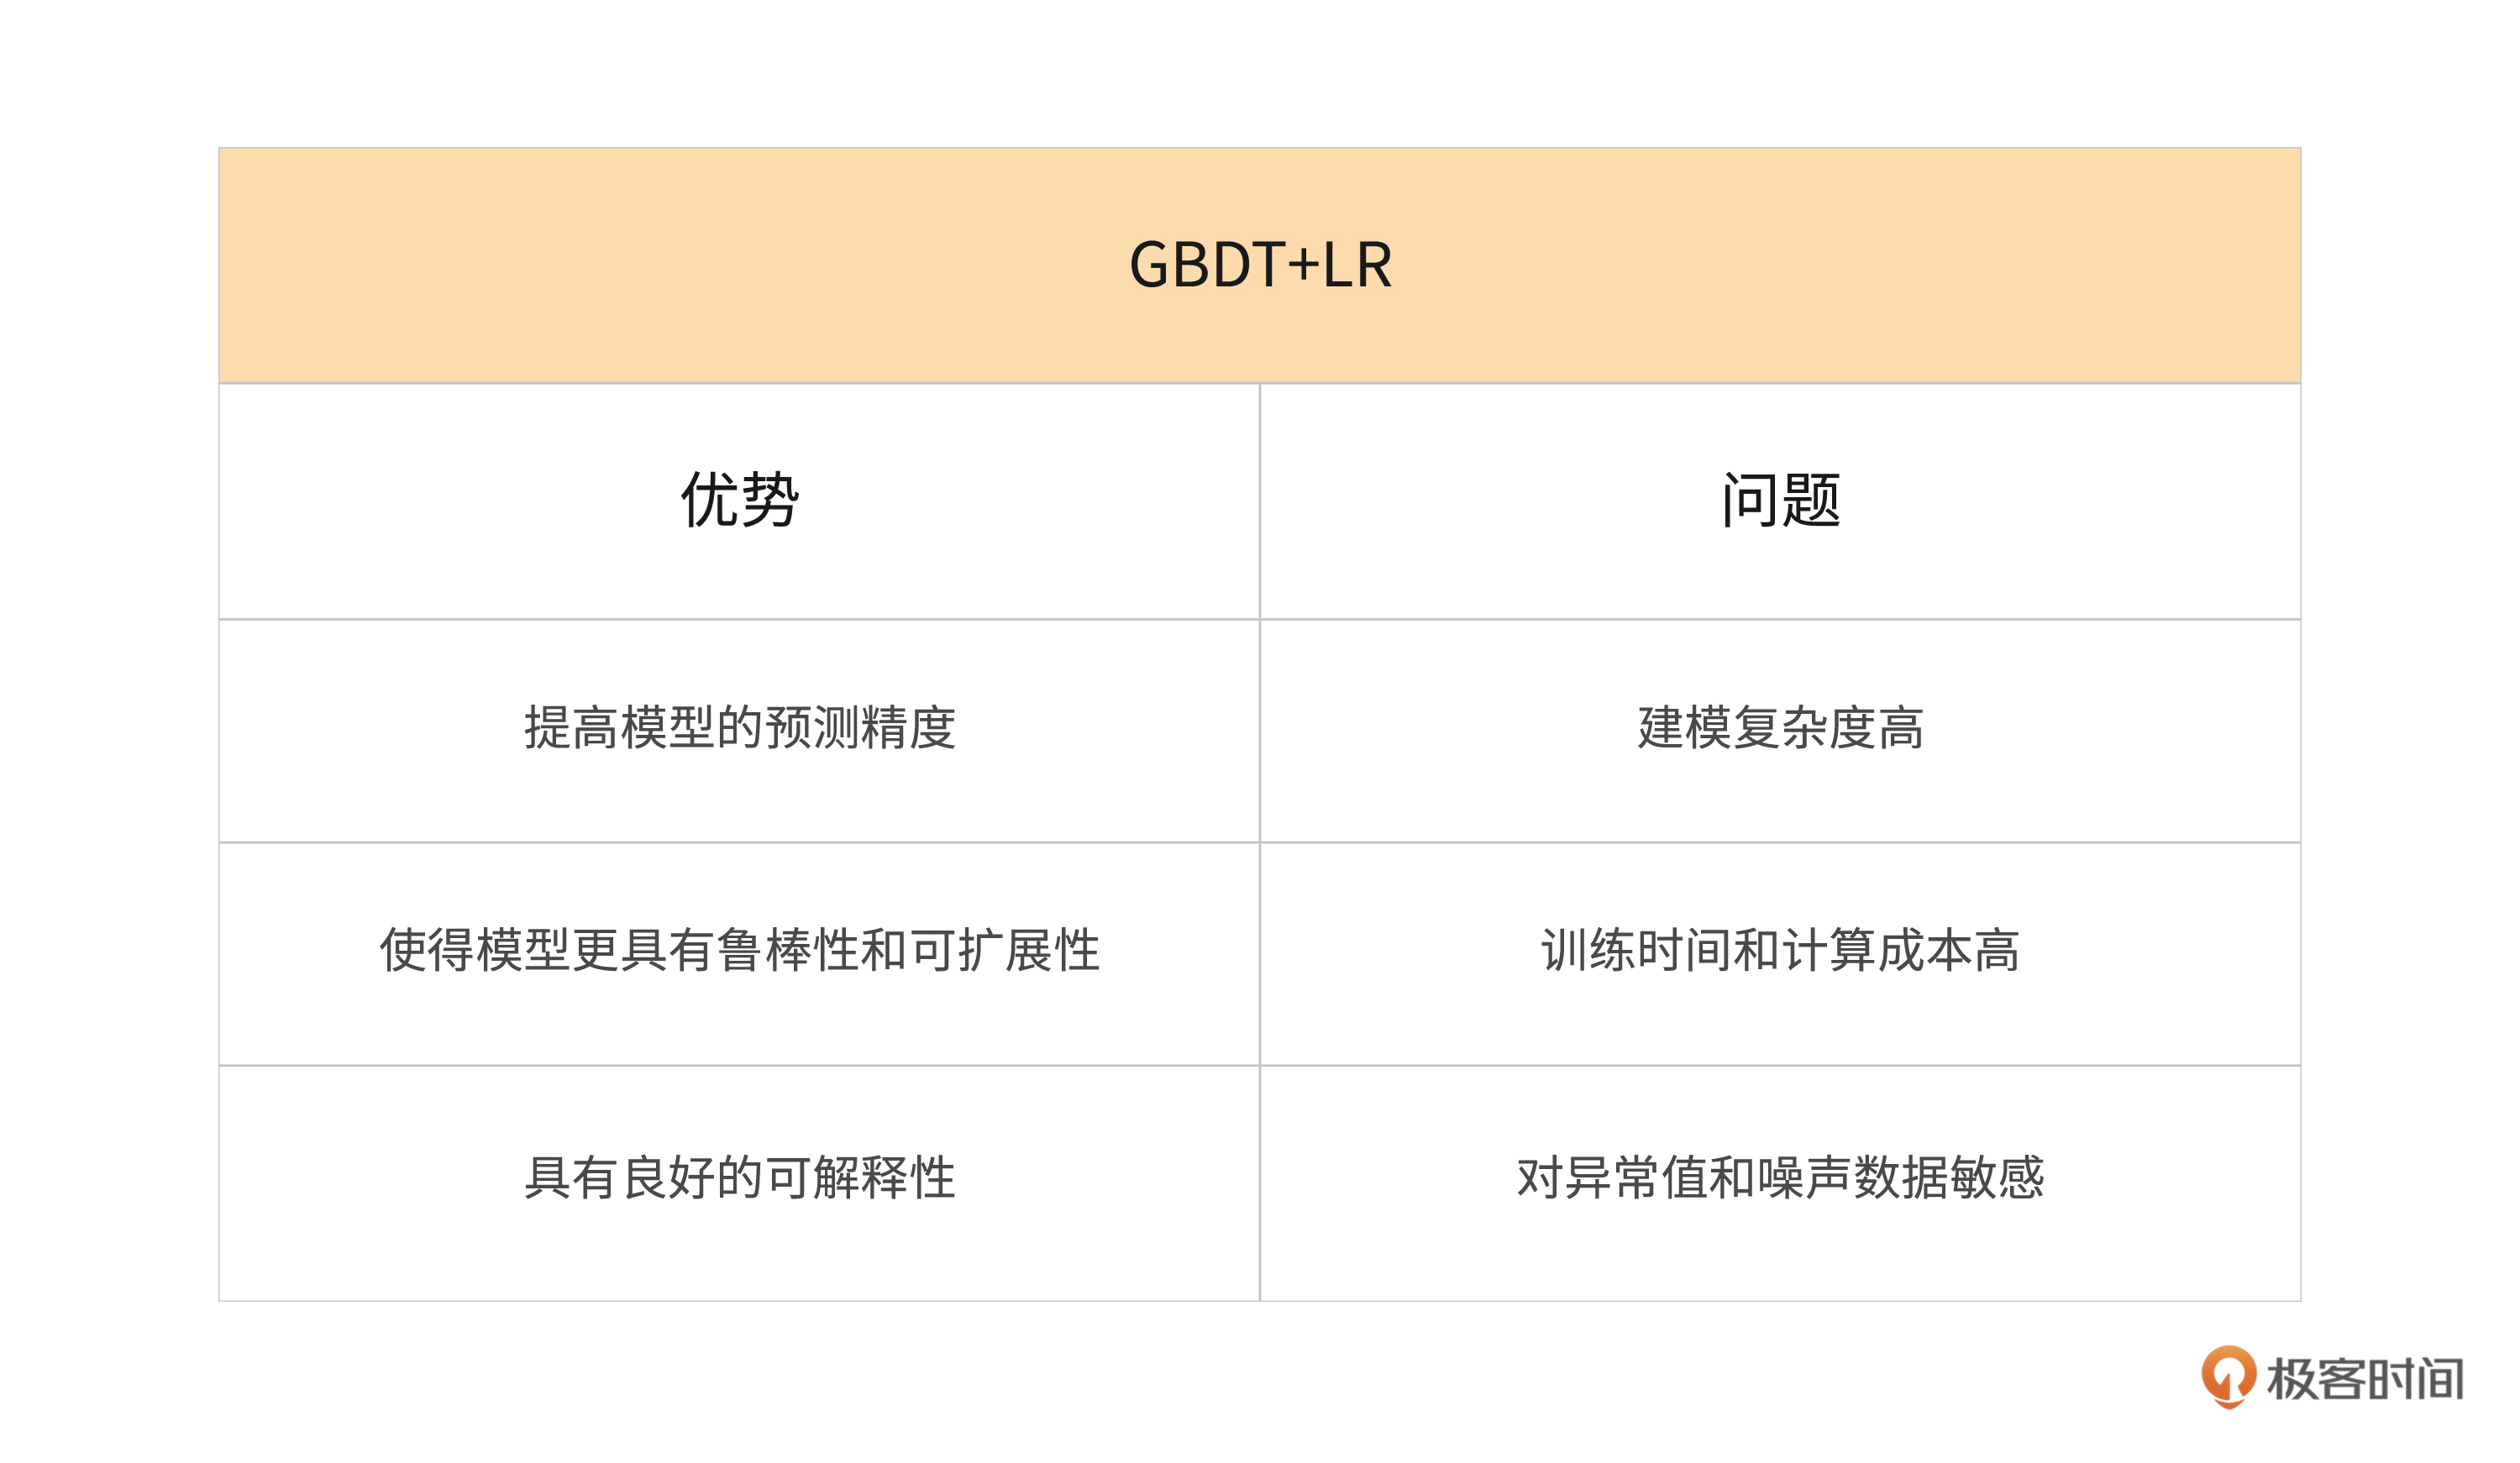 GBDT+LR
优势
问题
提高模型的预测精度
建模复杂度高
使得模型更具有鲁棒性和可扩展性
训练时间和计算成本高
具有良好的可解释性
对异常值和噪声数据敏感
极客时间